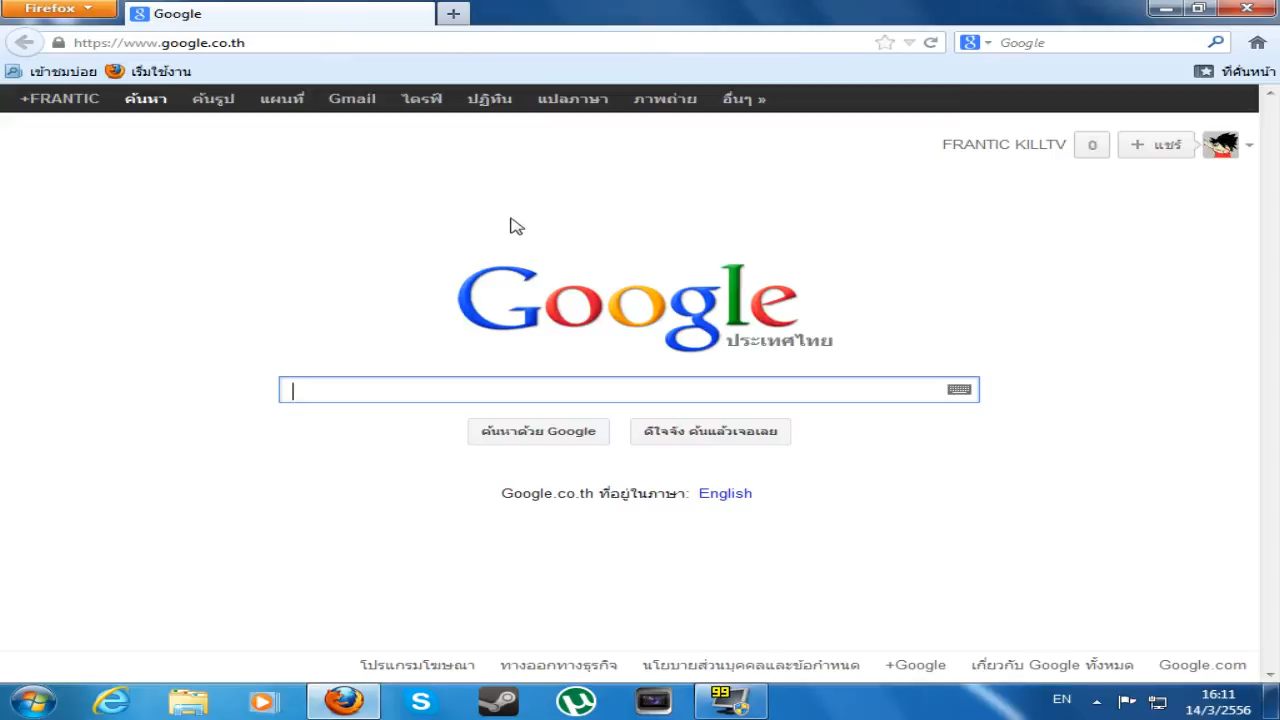 Firefox
Google
https://www.google.co.th
Google
เข้าชมบ่อย
เริ่มใช้งาน
ที่คั่นหน้า
+FRANTIC ค้นหา ค้นรูป แผนที่ Gmail ไดรฟ์ ปฏิทิน แปลภาษา ภาพถ่าย อื่นๆ »
FRANTIC KILLTV 0 + แชร์
Google
ประเทศไทย
ค้นหาด้วย Google ดีใจจัง ค้นแล้วเจอเลย
Google.co.th ที่อยู่ในภาษา: English
โปรแกรมโฆษณา ทางออกทางธุรกิจ นโยบายส่วนบุคคลและข้อกำหนด +Google เกี่ยวกับ Google ทั้งหมด Google.com
99
EN
16:11
14/3/2556